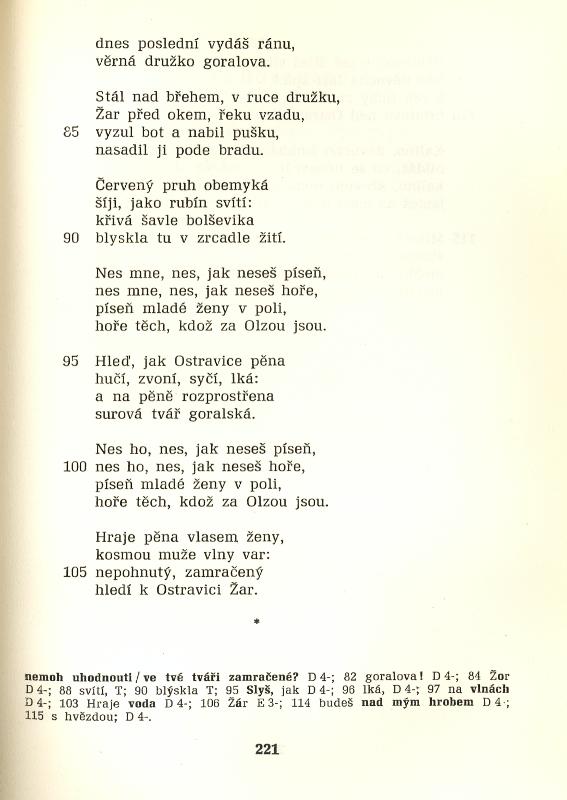 dnes poslední vydáš ránu,
věrná družko goralova.
Stál nad břehem, v ruce družku,
Žar před okem, řeku vzadu,
85 vyzul bot a nabil pušku,
nasadil ji pode bradu.
Červený pruh obemyká
šíji, jako rubín svítí:
křivá šavle bolševika
90 blyskla tu v zrcadle žití.
Nes mne, nes, jak neseš píseň,
nes mne, nes, jak neseš hoře,
píseň mladé ženy v poli,
hoře těch, kdož za Olzou jsou.
95 Hleď, jak Ostravice pěna
hučí, zvoní, syčí, lká:
a na pěně rozprostřena
surová tvář goralská.
Nes ho, nes, jak neseš píseň,
100 nes ho, nes, jak neseš hoře,
píseň mladé ženy v poli,
hoře těch, kdož za Olzou jsou.
Hraje pěna vlasem ženy,
kosmou muže vlny var:
105 nepohnutý, zamračený
hledí k Ostravici Žar.
*
nemoh uhodnouti / ve tvé tváři zamračené? D 4-; 82 goralova! D 4-; 84 Žor
D 4-; 88 svítí, T; 90 blýskla T; 95 Slyš, jak D 4-; 96 lká, D 4-; 97 na vlnách
D 4-; 103 Hraje voda D 4-; 106 Žár E 3-; 114 budeš nad mým hrobem D 4-;
115 s hvězdou; D 4-.
221